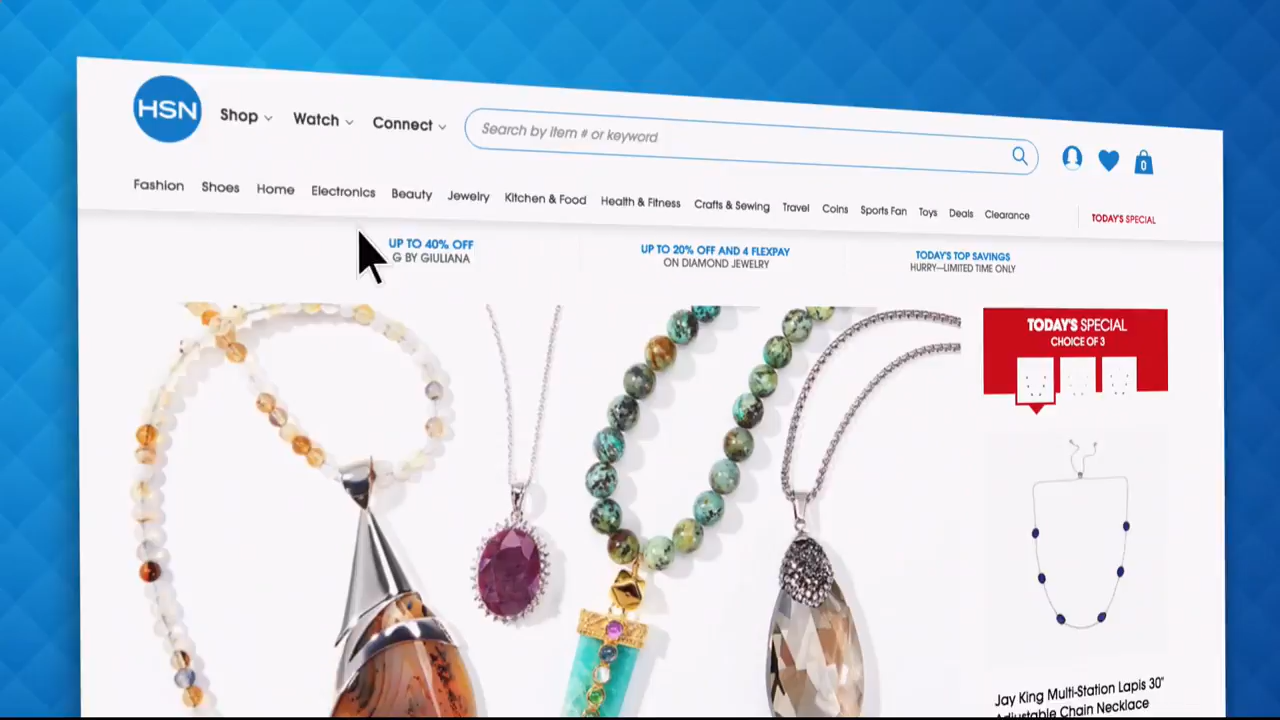 HSN
Shop Watch Connect
Search by item # or keyword
0
Fashion Shoes Home Electronics Beauty Jewelry Kitchen & Food Health & Fitness Crafts & Sewing Travel Coins Sports Fan Toys Deals Clearance TODAY'S SPECIAL
UP TO 40% OFF
G BY GIULIANA
UP TO 20% OFF AND 4 FLEXPAY
ON DIAMOND JEWELRY
TODAY'S TOP SAVINGS
HURRY—LIMITED TIME ONLY
TODAY'S SPECIAL
CHOICE OF 3
Jay King Multi-Station Lapis 30"
Adjustable Chain Necklace